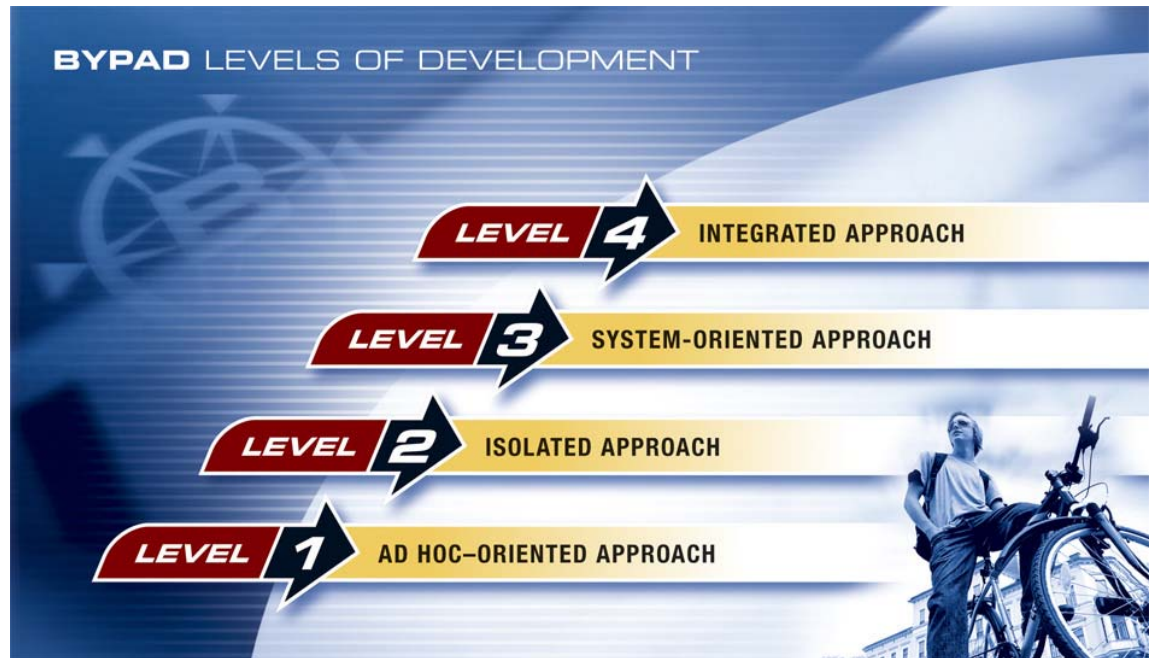 BYPAD LEVELS OF DEVELOPMENT
LEVEL 4 INTEGRATED APPROACH
LEVEL 3 SYSTEM-ORIENTED APPROACH
LEVEL 2 ISOLATED APPROACH
LEVEL 1 AD HOC–ORIENTED APPROACH